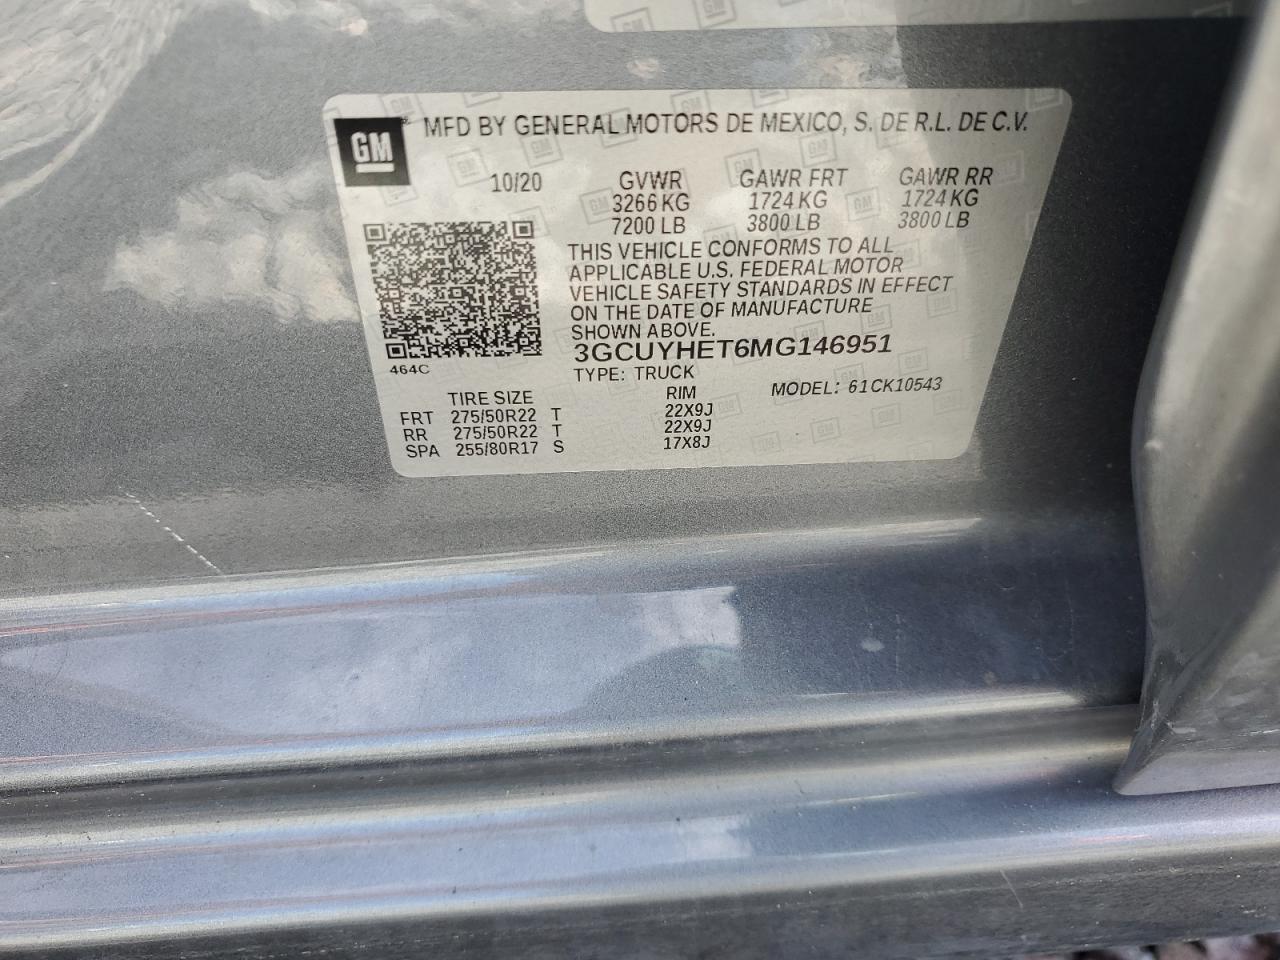 GM
MFD BY GENERAL MOTORS DE MEXICO, S. DE R.L. DE C.V.
10/20 GVWR GAWR FRT GAWR RR
3266 KG 1724 KG 1724 KG
7200 LB 3800 LB 3800 LB
THIS VEHICLE CONFORMS TO ALL
APPLICABLE U.S. FEDERAL MOTOR
VEHICLE SAFETY STANDARDS IN EFFECT
ON THE DATE OF MANUFACTURE
SHOWN ABOVE.
3GCUYHET6MG146951
464C
TYPE: TRUCK
MODEL: 61CK10543
TIRE SIZE RIM
FRT 275/50R22 T 22X9J
RR 275/50R22 T 22X9J
SPA 255/80R17 S 17X8J